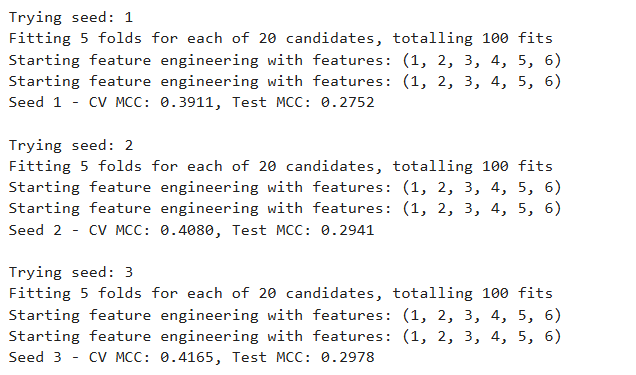 Trying seed: 1
Fitting 5 folds for each of 20 candidates, totalling 100 fits
Starting feature engineering with features: (1, 2, 3, 4, 5, 6)
Starting feature engineering with features: (1, 2, 3, 4, 5, 6)
Seed 1 - CV MCC: 0.3911, Test MCC: 0.2752
Trying seed: 2
Fitting 5 folds for each of 20 candidates, totalling 100 fits
Starting feature engineering with features: (1, 2, 3, 4, 5, 6)
Starting feature engineering with features: (1, 2, 3, 4, 5, 6)
Seed 2 - CV MCC: 0.4080, Test MCC: 0.2941
Trying seed: 3
Fitting 5 folds for each of 20 candidates, totalling 100 fits
Starting feature engineering with features: (1, 2, 3, 4, 5, 6)
Starting feature engineering with features: (1, 2, 3, 4, 5, 6)
Seed 3 - CV MCC: 0.4165, Test MCC: 0.2978